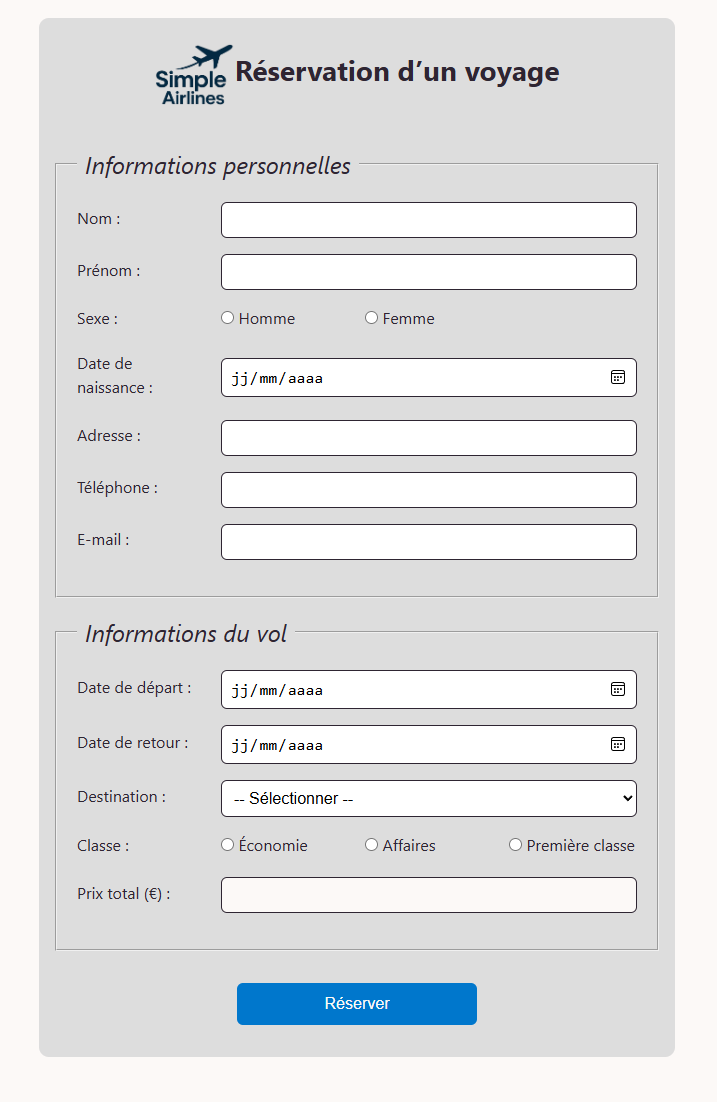 Simple
Airlines
Réservation d’un voyage
Informations personnelles
Nom :
Prénom :
Sexe : Homme Femme
Date de
naissance : jj/mm/aaaa
Adresse :
Téléphone :
E-mail :
Informations du vol
Date de départ : jj/mm/aaaa
Date de retour : jj/mm/aaaa
Destination : -- Sélectionner --
Classe : Économie Affaires Première classe
Prix total (€) :
Réserver